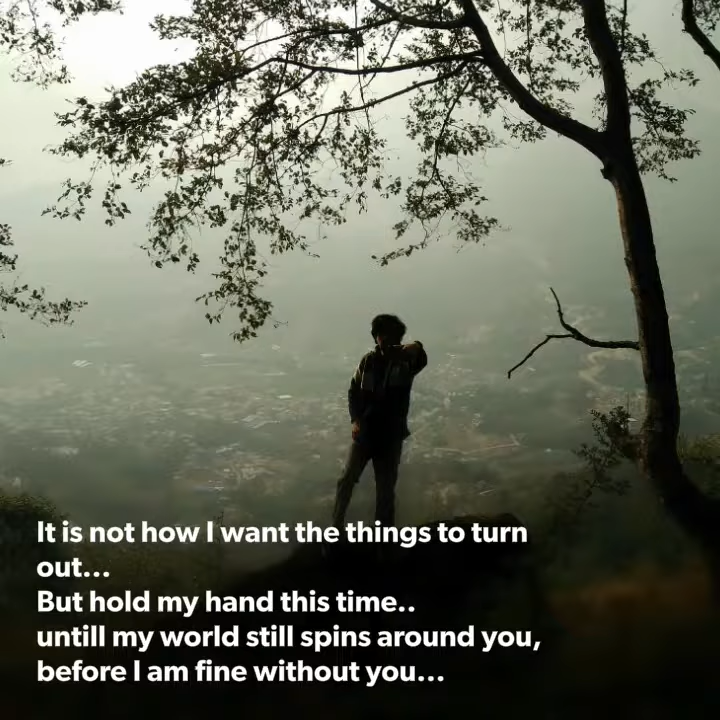 It is not how I want the things to turn
out...
But hold my hand this time..
untill my world still spins around you,
before I am fine without you...